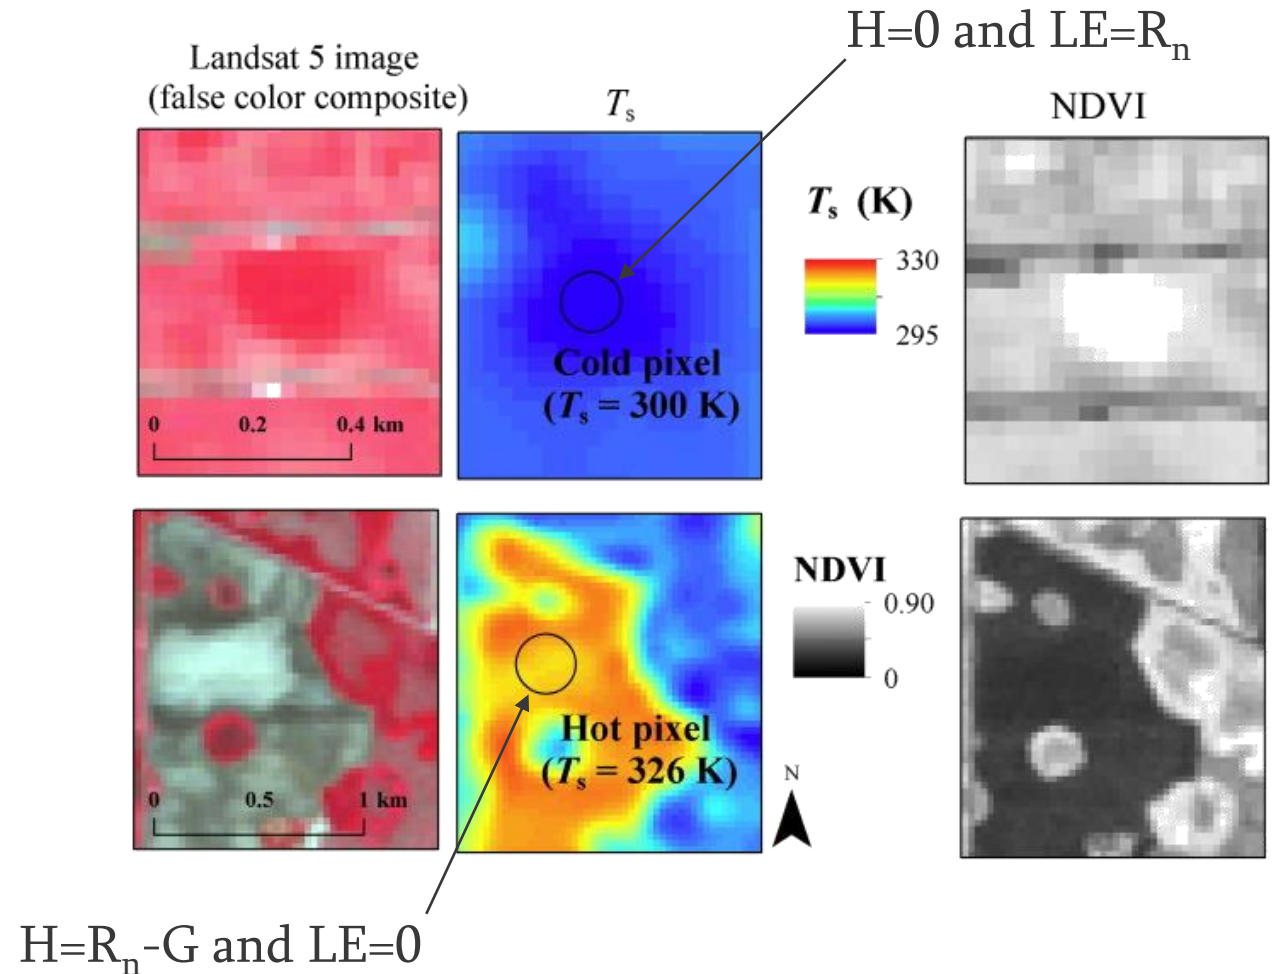 H=0 and LE=Rn
Landsat 5 image
(false color composite)
Ts
NDVI
Ts (K)
330
295
Cold pixel
(Ts = 300 K)
0 0.2 0.4 km
NDVI
0.90
0
Hot pixel
(Ts = 326 K)
N
0 0.5 1 km
H=Rn-G and LE=0